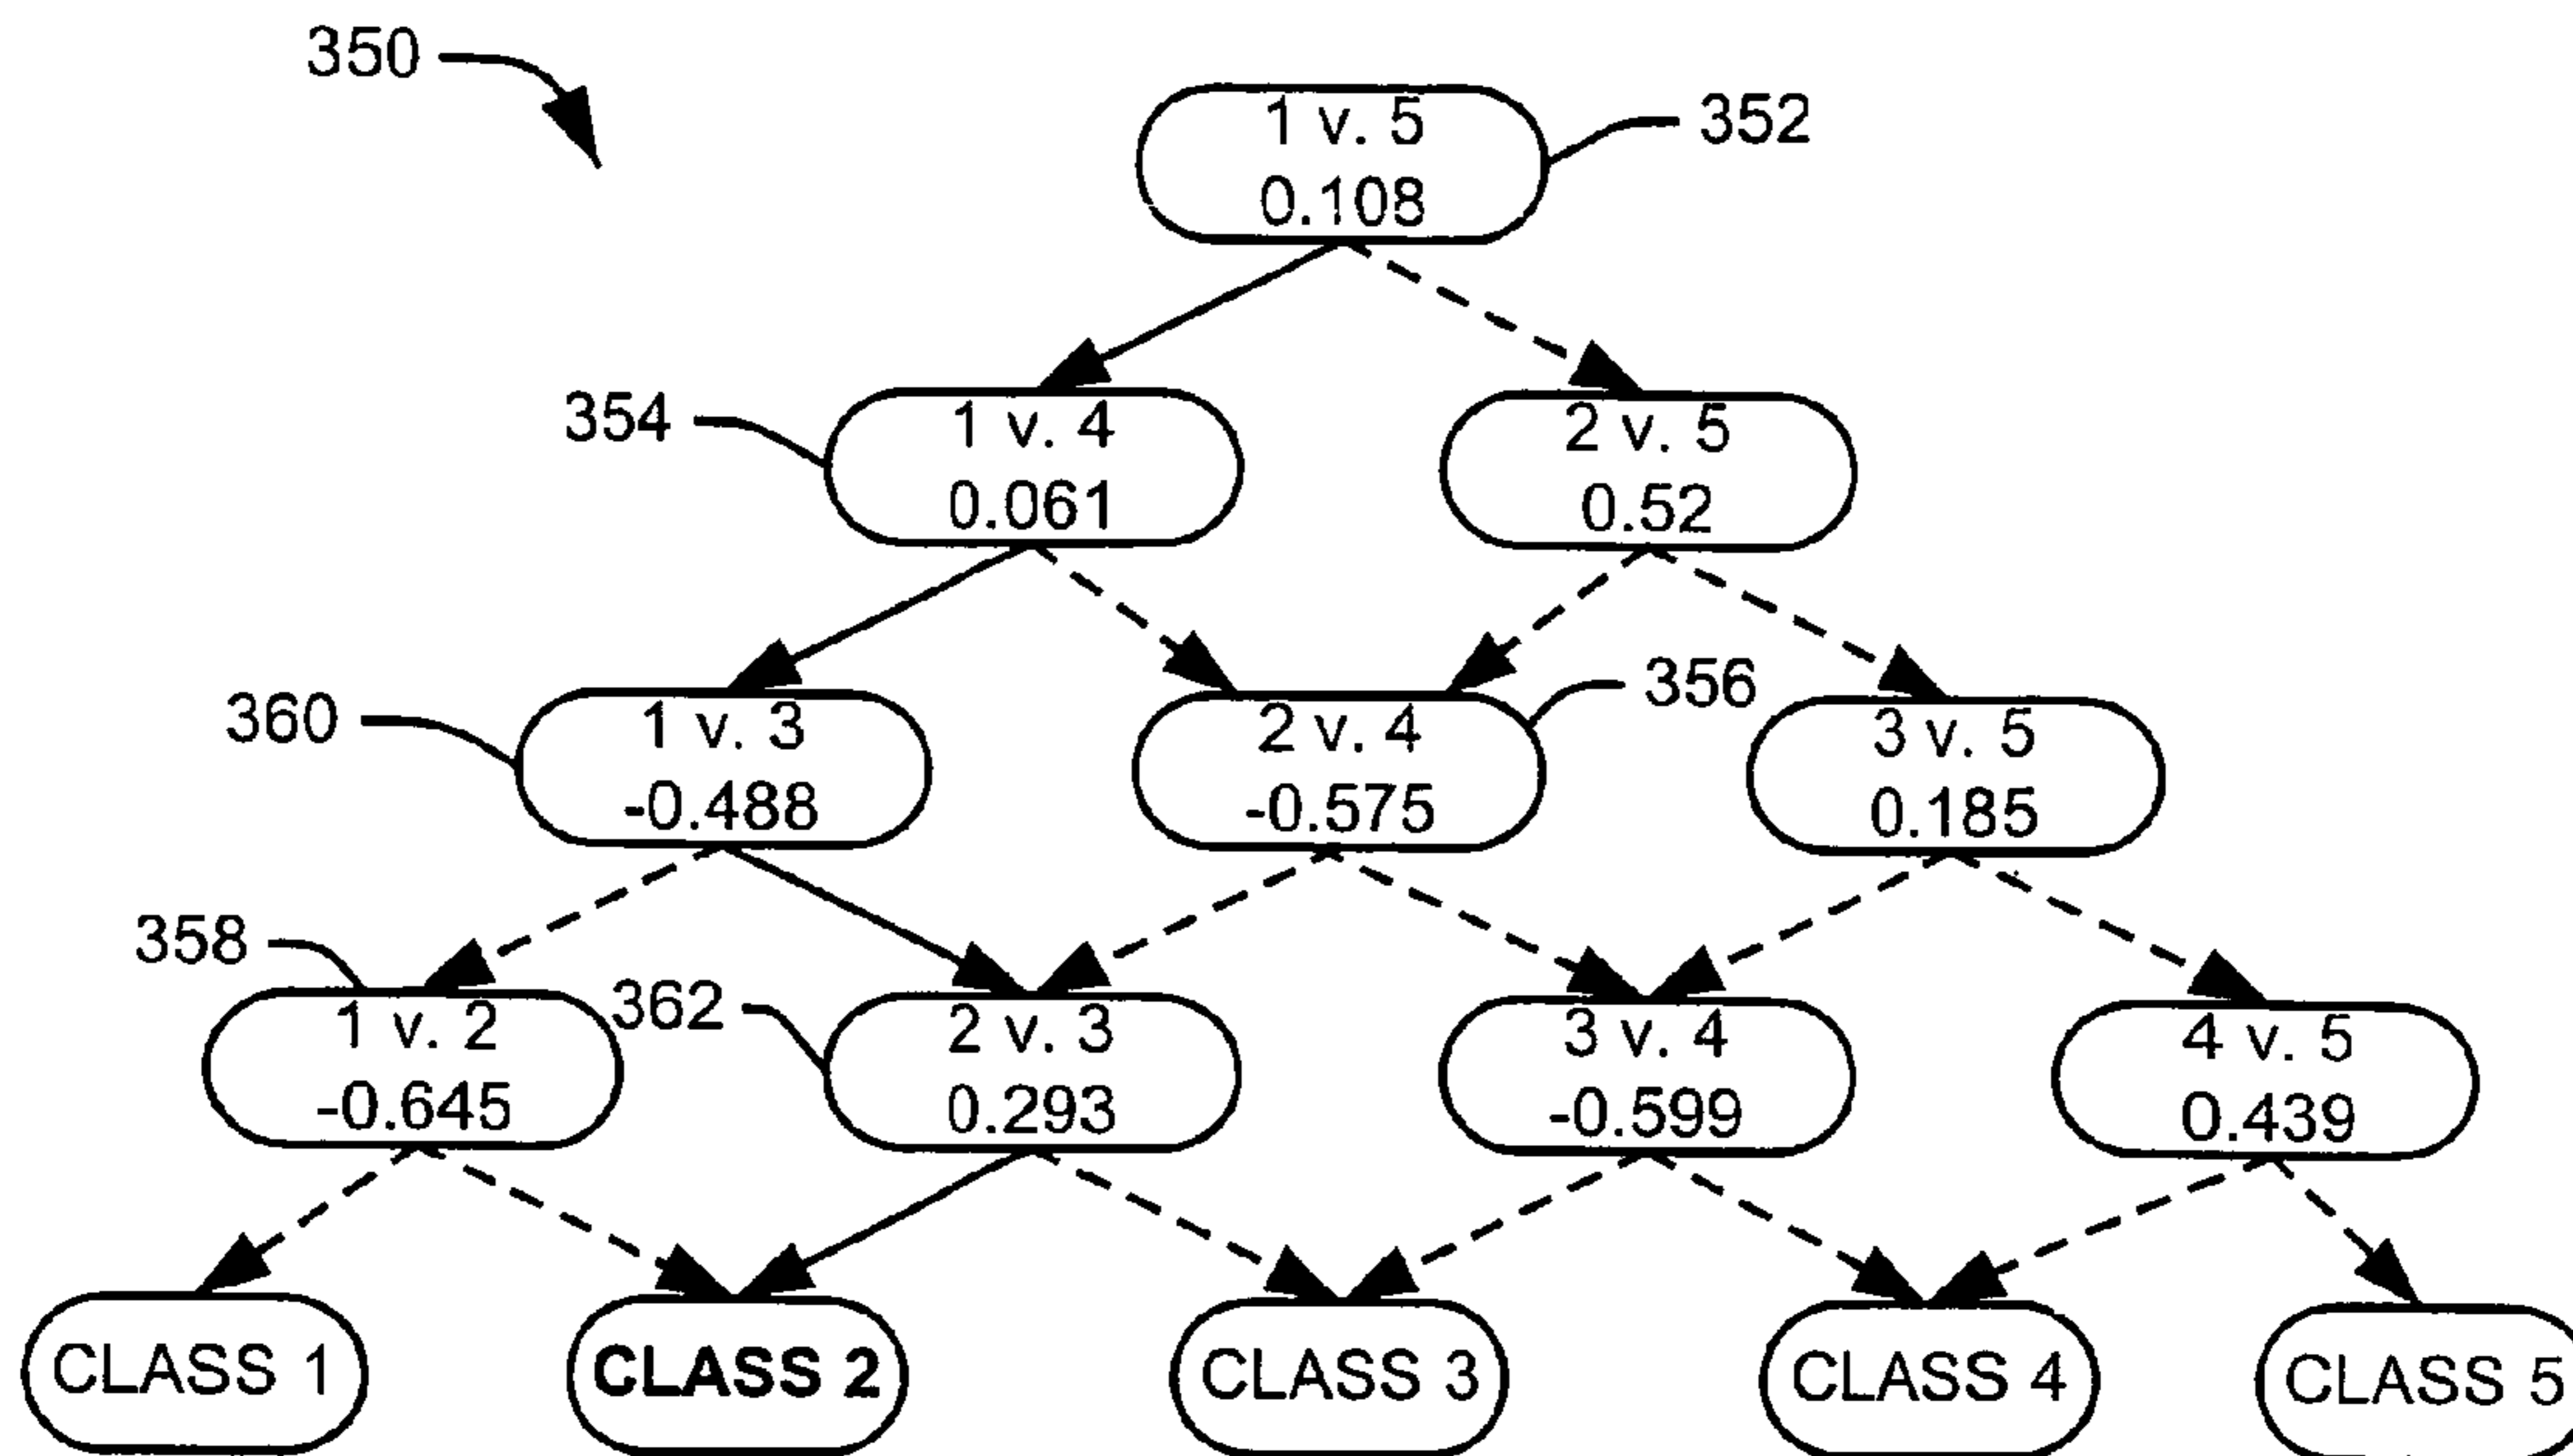 350
1 v. 5
0.108
352
354
1 v. 4
0.061
2 v. 5
0.52
360
1 v. 3
-0.488
2 v. 4
-0.575
356
3 v. 5
0.185
358
1 v. 2
-0.645
362
2 v. 3
0.293
3 v. 4
-0.599
4 v. 5
0.439
CLASS 1
CLASS 2
CLASS 3
CLASS 4
CLASS 5